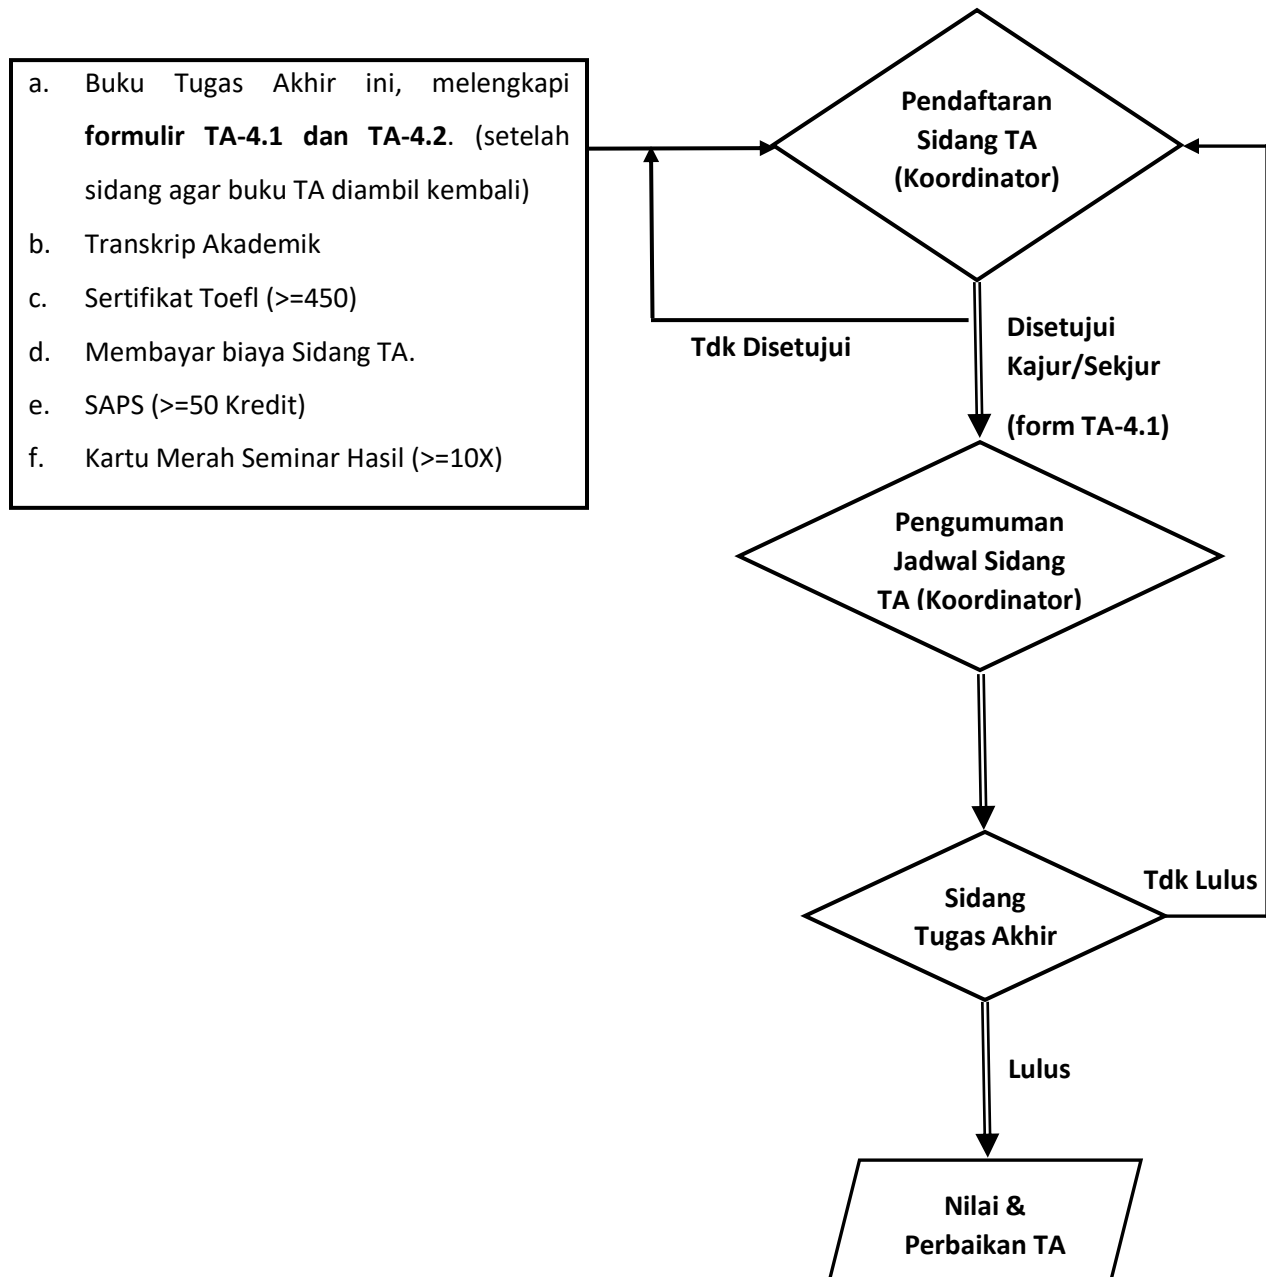 a. Buku Tugas Akhir ini, melengkapi
formulir TA-4.1 dan TA-4.2. (setelah
sidang agar buku TA diambil kembali)
b. Transkrip Akademik
c. Sertifikat Toefl (>=450)
d. Membayar biaya Sidang TA.
e. SAPS (>=50 Kredit)
f. Kartu Merah Seminar Hasil (>=10X)
Pendaftaran
Sidang TA
(Koordinator)
Tdk Disetujui
Disetujui
Kajur/Sekjur
(form TA-4.1)
Pengumuman
Jadwal Sidang
TA (Koordinator)
Sidang
Tugas Akhir
Tdk Lulus
Lulus
Nilai &
Perbaikan TA